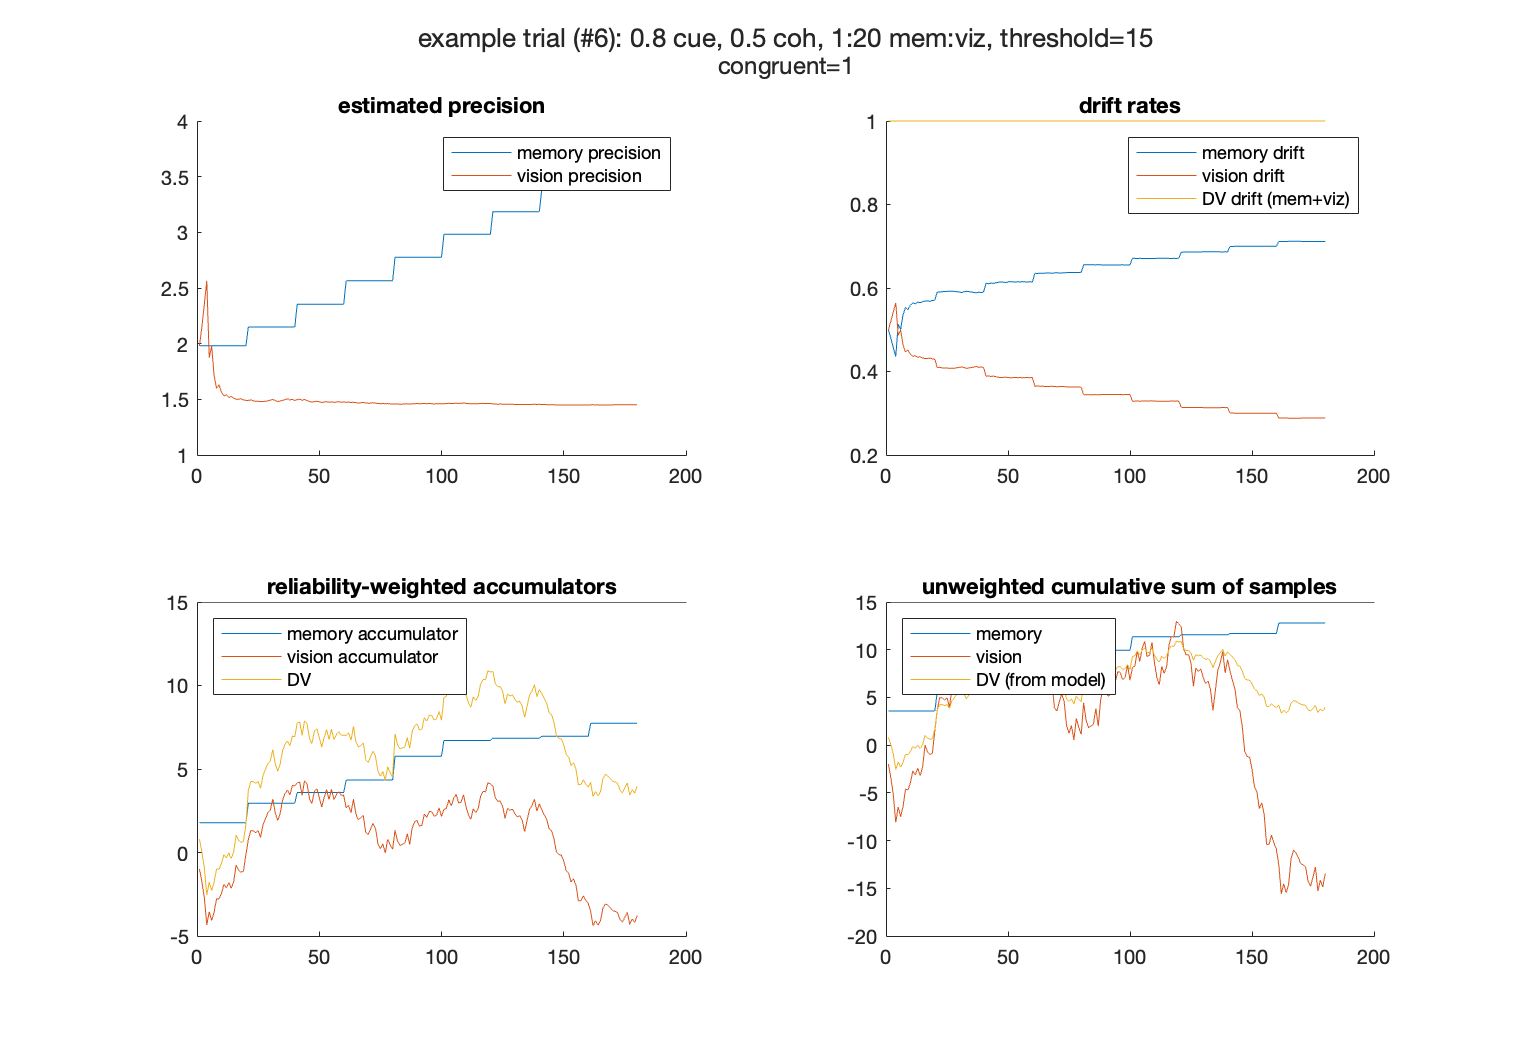 example trial (#6): 0.8 cue, 0.5 coh, 1:20 mem:viz, threshold=15
congruent=1
estimated precision
4
3.5
3
2.5
2
1.5
1
0
50
100
150
200
memory precision
vision precision
drift rates
1
0.8
0.6
0.4
0.2
0
50
100
150
200
memory drift
vision drift
DV drift (mem+viz)
reliability-weighted accumulators
15
10
5
0
-5
0
50
100
150
200
memory accumulator
vision accumulator
DV
unweighted cumulative sum of samples
15
10
5
0
-5
-10
-15
-20
0
50
100
150
200
memory
vision
DV (from model)